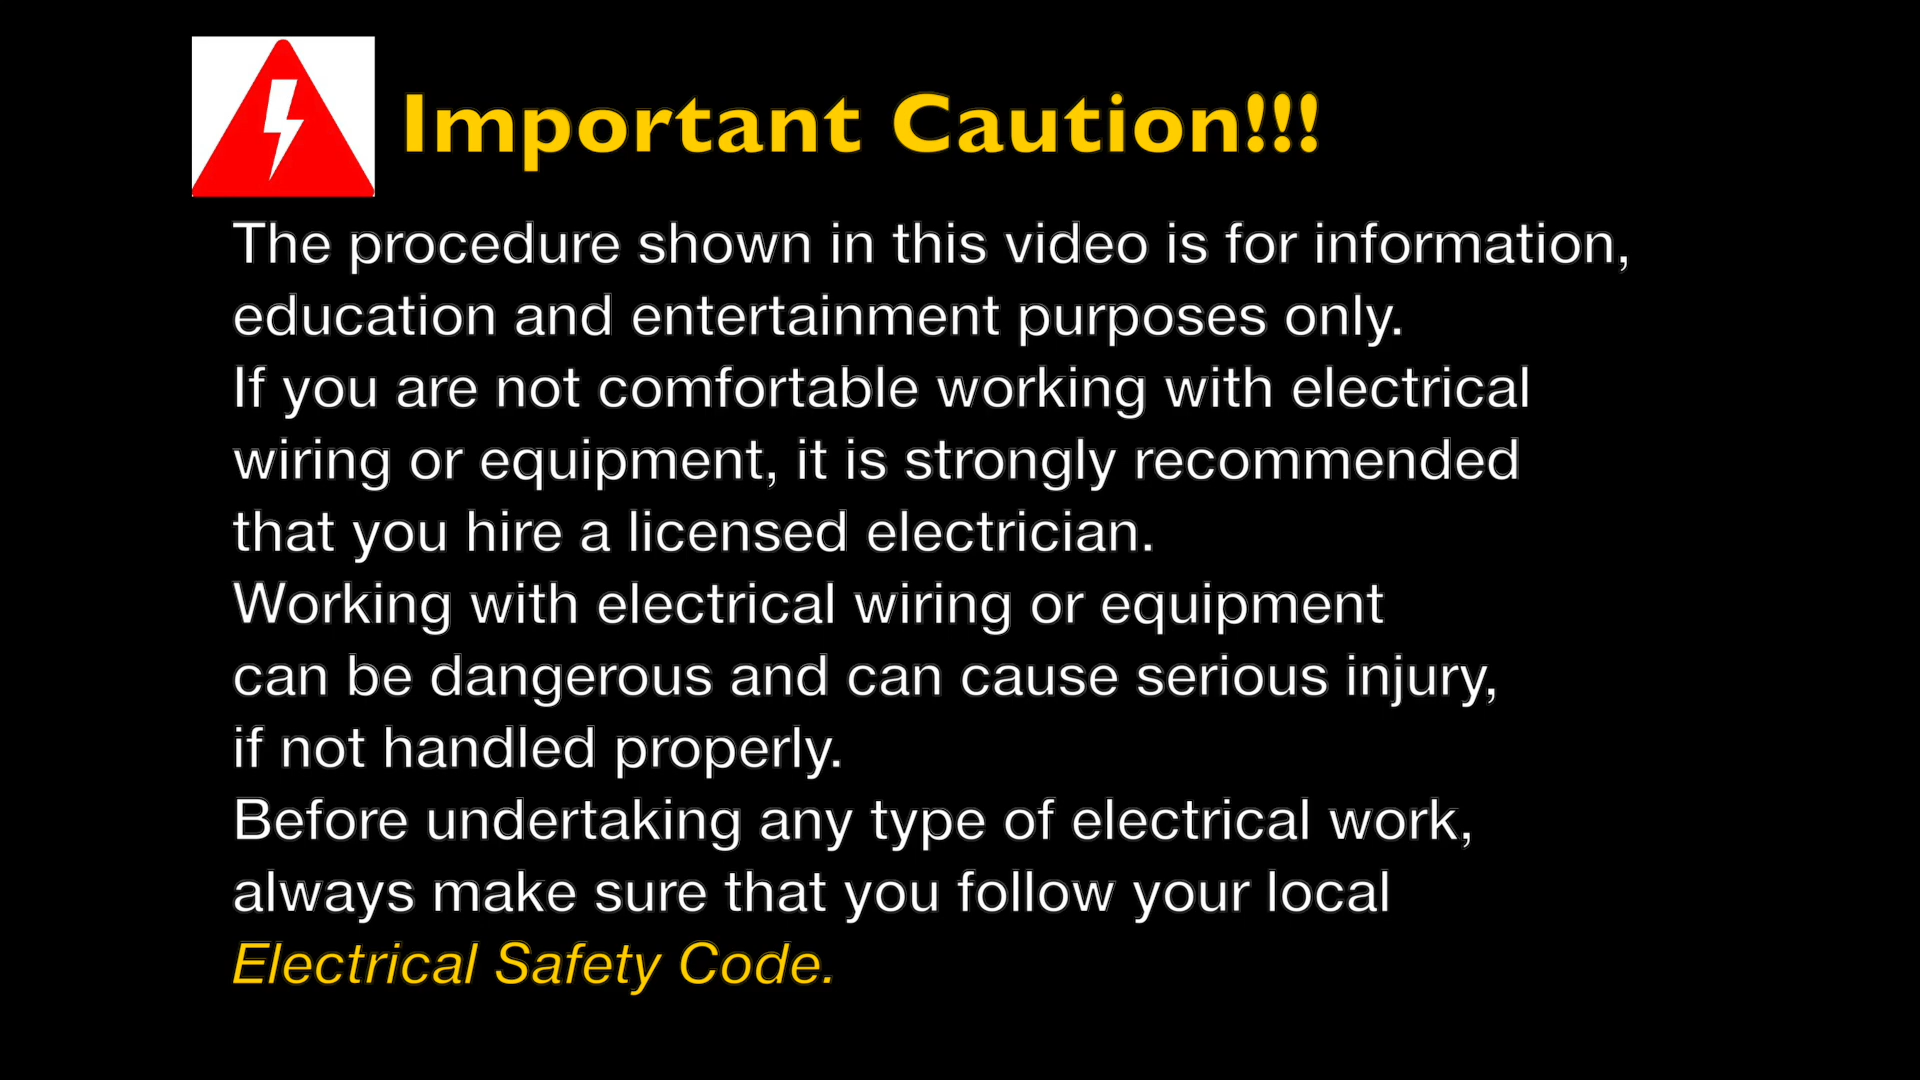 Important Caution!!!
The procedure shown in this video is for information,
education and entertainment purposes only.
If you are not comfortable working with electrical
wiring or equipment, it is strongly recommended
that you hire a licensed electrician.
Working with electrical wiring or equipment
can be dangerous and can cause serious injury,
if not handled properly.
Before undertaking any type of electrical work,
always make sure that you follow your local
Electrical Safety Code.